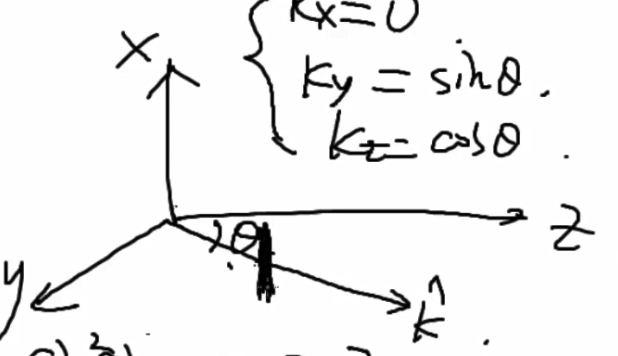 Kx=0
x
Ky = sinθ.
Kz= cosθ.
θ
z
y
k̂.